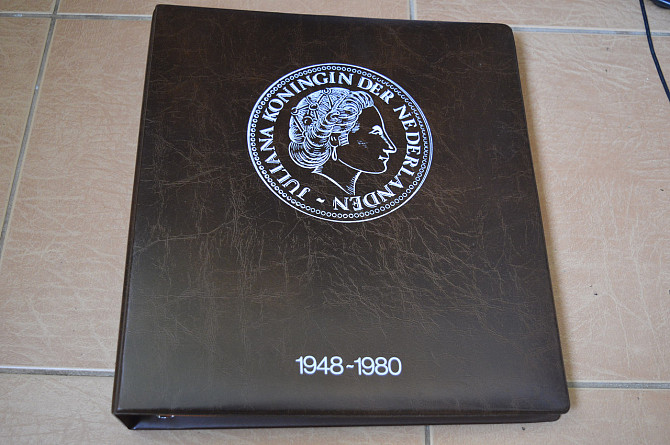 JULIANA KONINGIN DER NEDERLANDEN ~
1948~1980